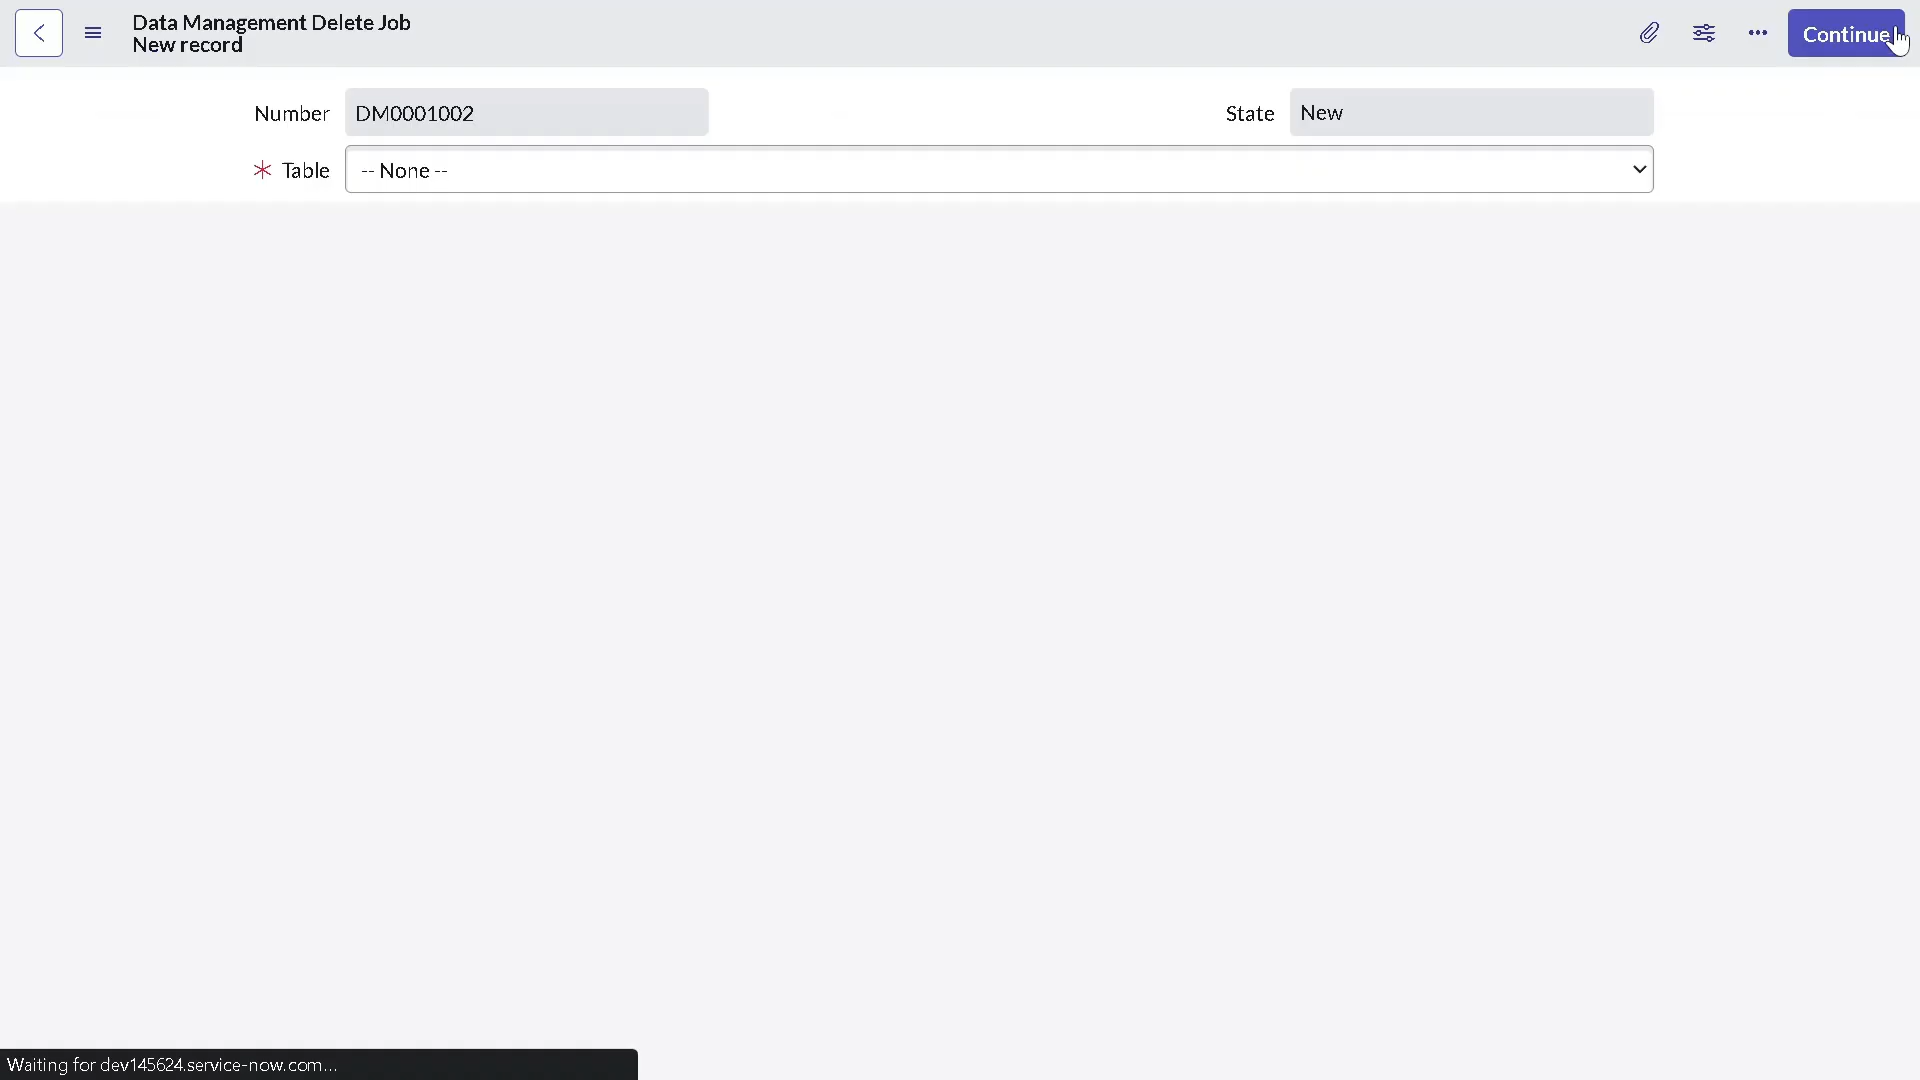 Data Management Delete Job
New record
Continue
Number DM0001002
State New
* Table -- None --
Waiting for dev145624.service-now.com...